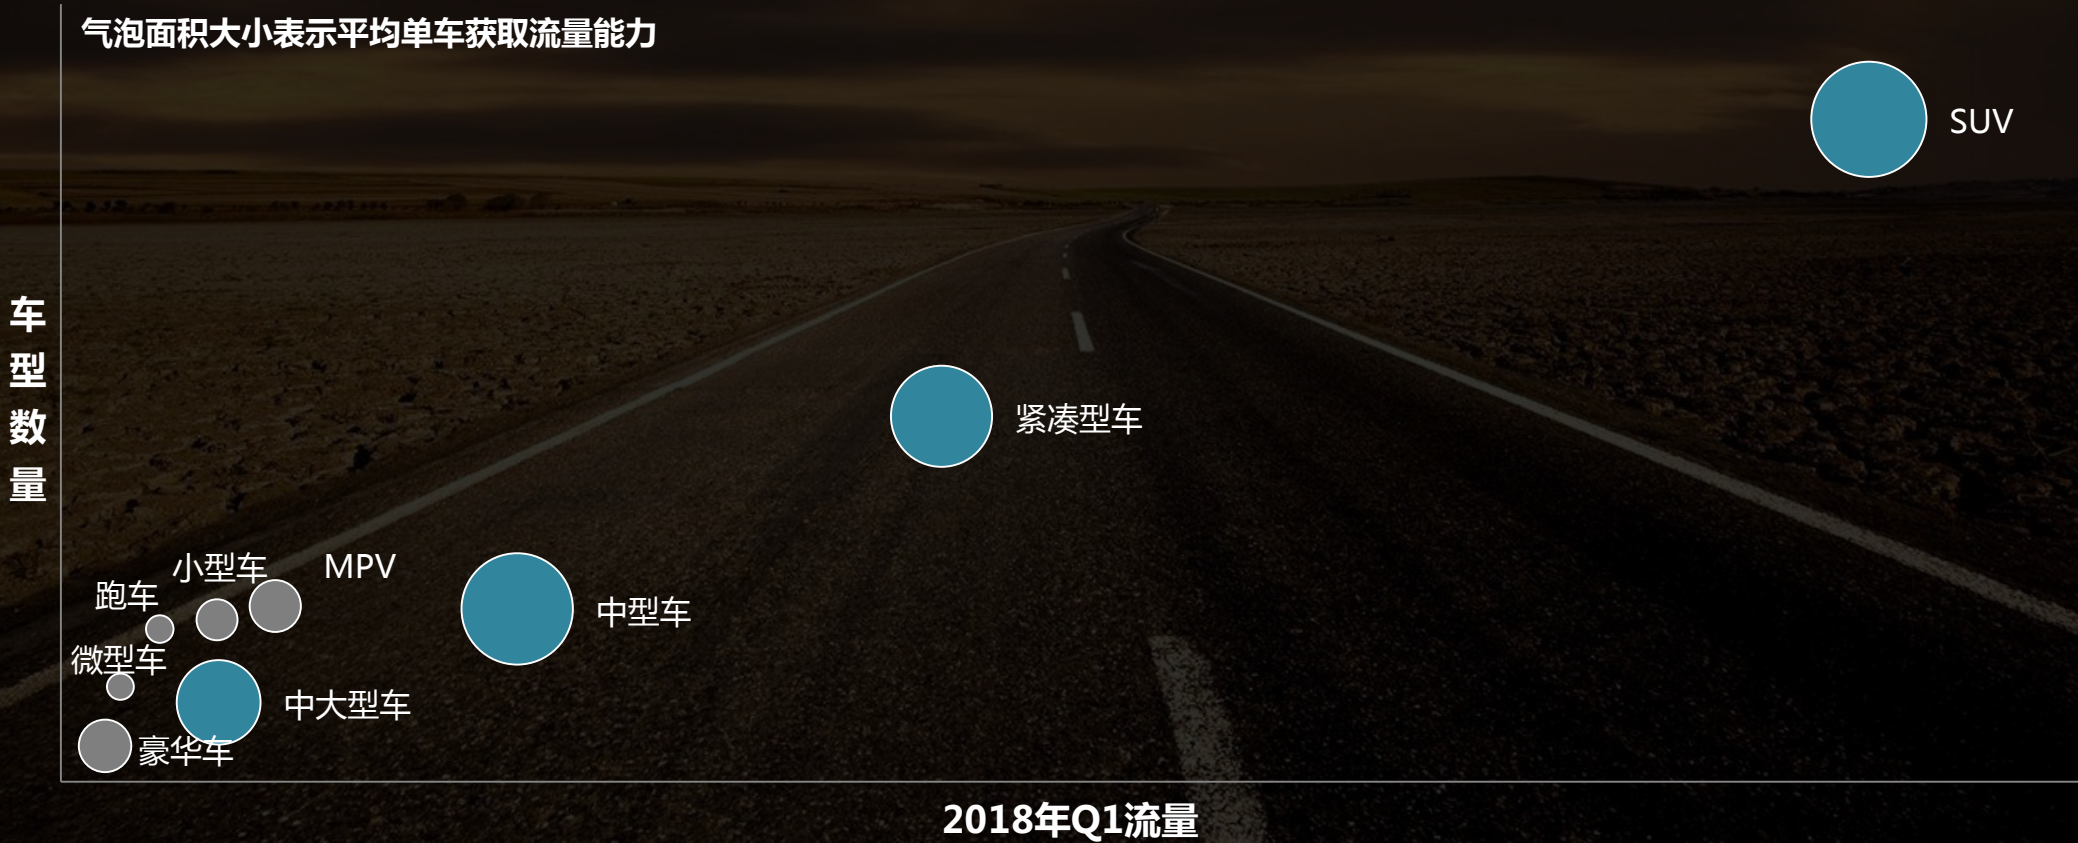 气泡面积大小表示平均单车获取流量能力
SUV
车型数量
紧凑型车
小型车
MPV
跑车
中型车
微型车
中大型车
豪华车
2018年Q1流量